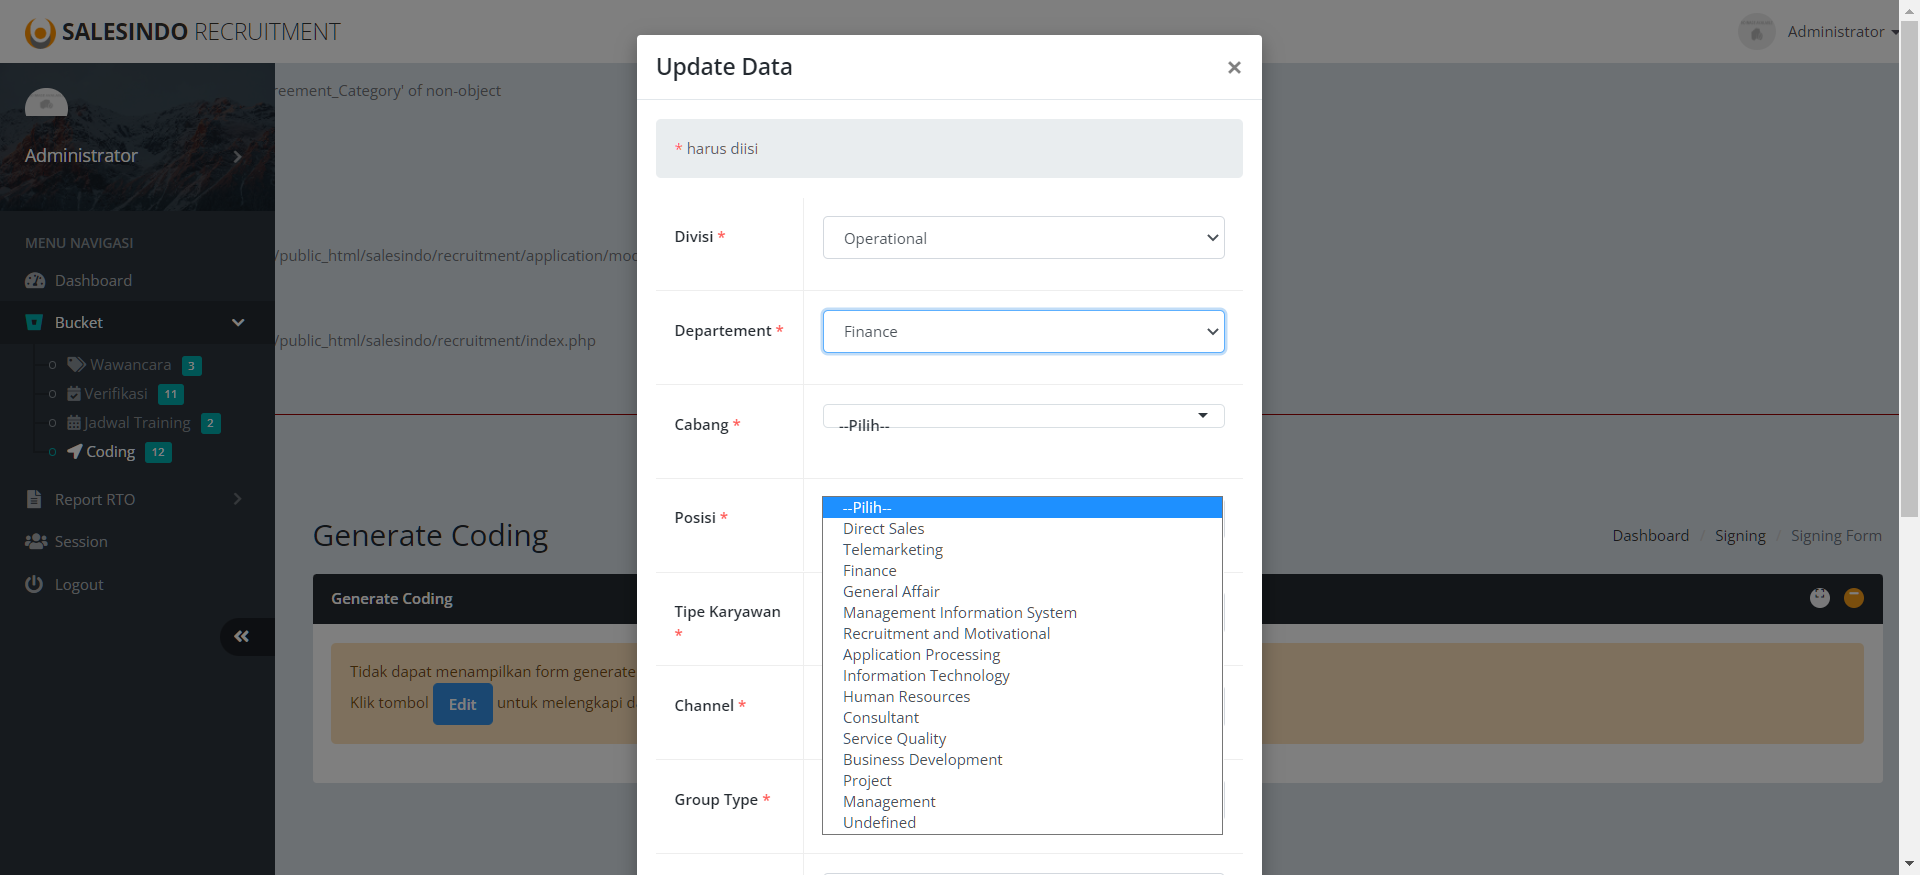 SALESINDO RECRUITMENT
Administrator
Update Data
×
* harus diisi
reement_Category' of non-object
Administrator
MENU NAVIGASI
Dashboard
Bucket
Wawancara 3
Verifikasi 11
Jadwal Training 2
Coding 12
Report RTO
Session
Logout
/public_html/salesindo/recruitment/application/mod
/public_html/salesindo/recruitment/index.php
Divisi *
Operational
Departement *
Finance
Cabang *
--Pilih--
Posisi *
--Pilih--
Direct Sales
Telemarketing
Finance
General Affair
Management Information System
Recruitment and Motivational
Application Processing
Information Technology
Human Resources
Consultant
Service Quality
Business Development
Project
Management
Undefined
Tipe Karyawan
*
Channel *
Group Type *
Generate Coding
Dashboard / Signing / Signing Form
Generate Coding
Tidak dapat menampilkan form generate
Klik tombol Edit untuk melengkapi d